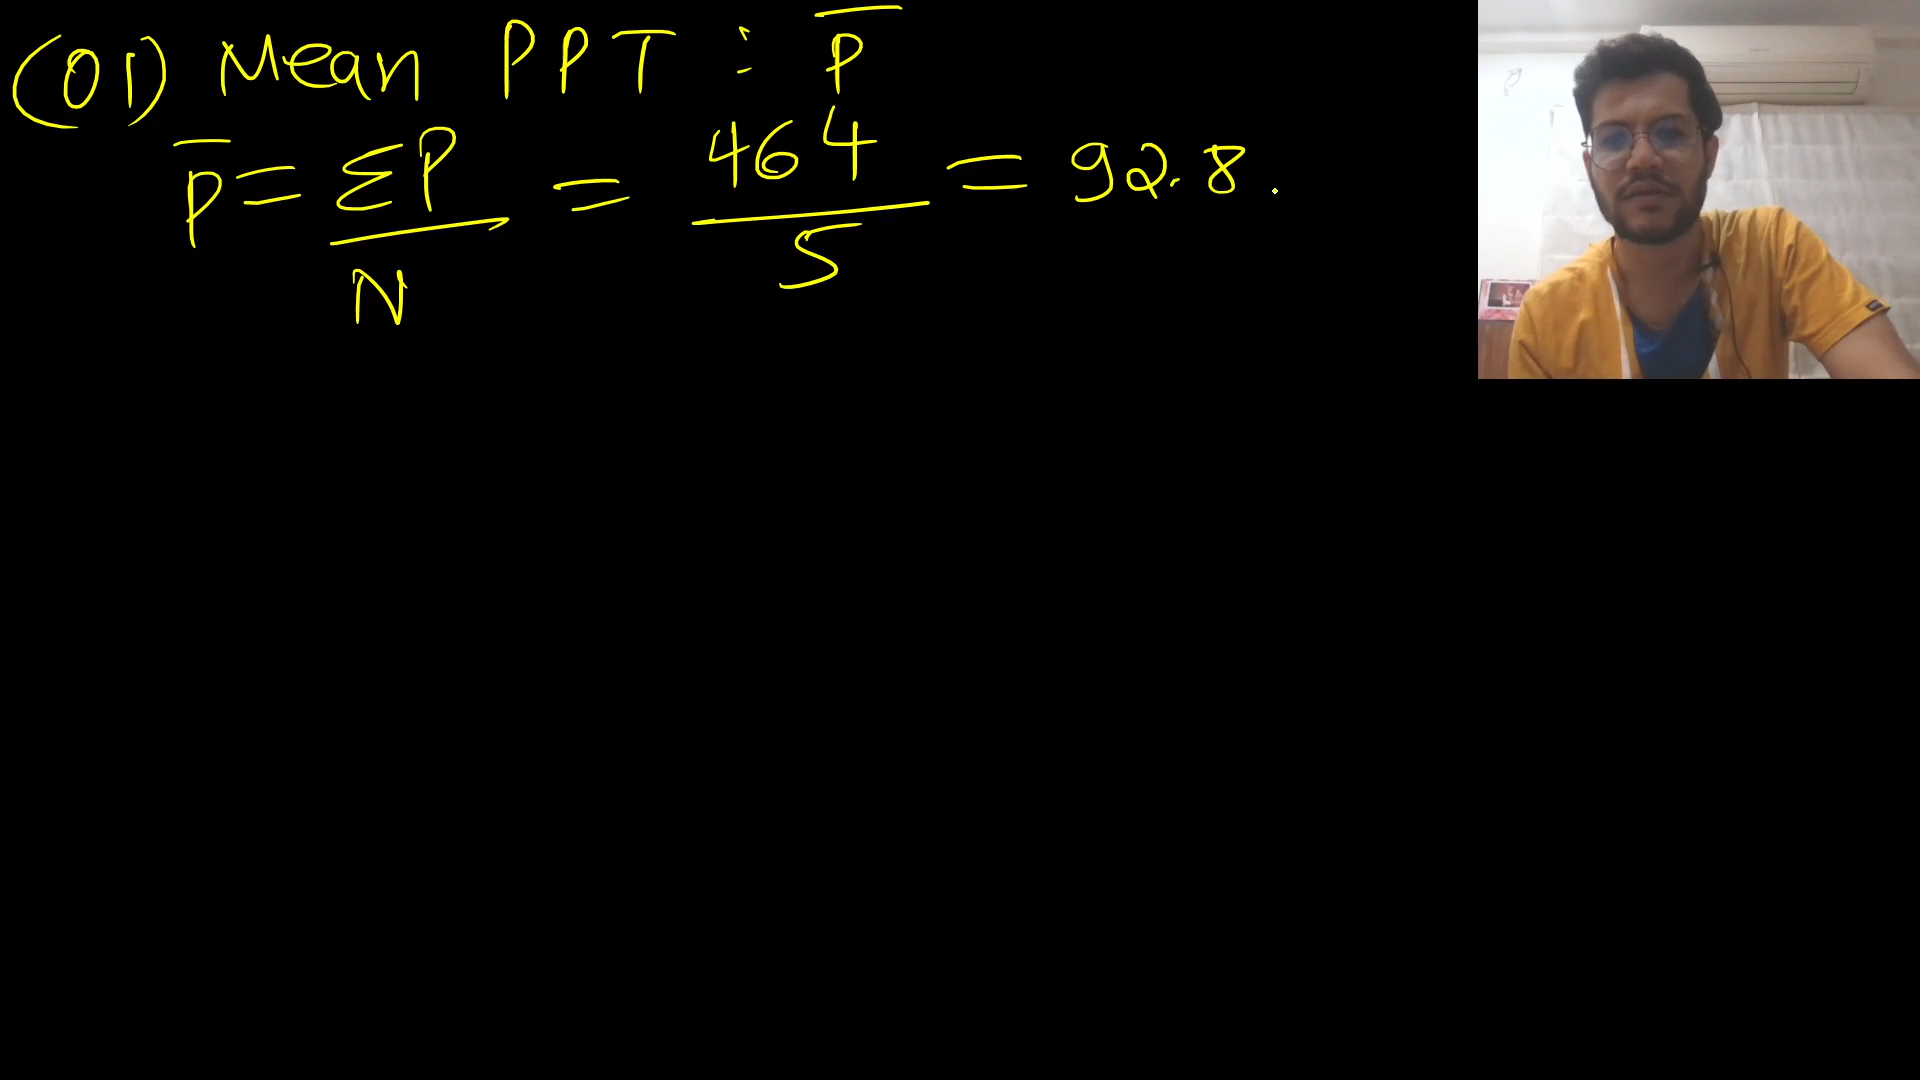 (01) Mean PPT : P̅
P̅ = ΣP/N = 464/5 = 92.8.